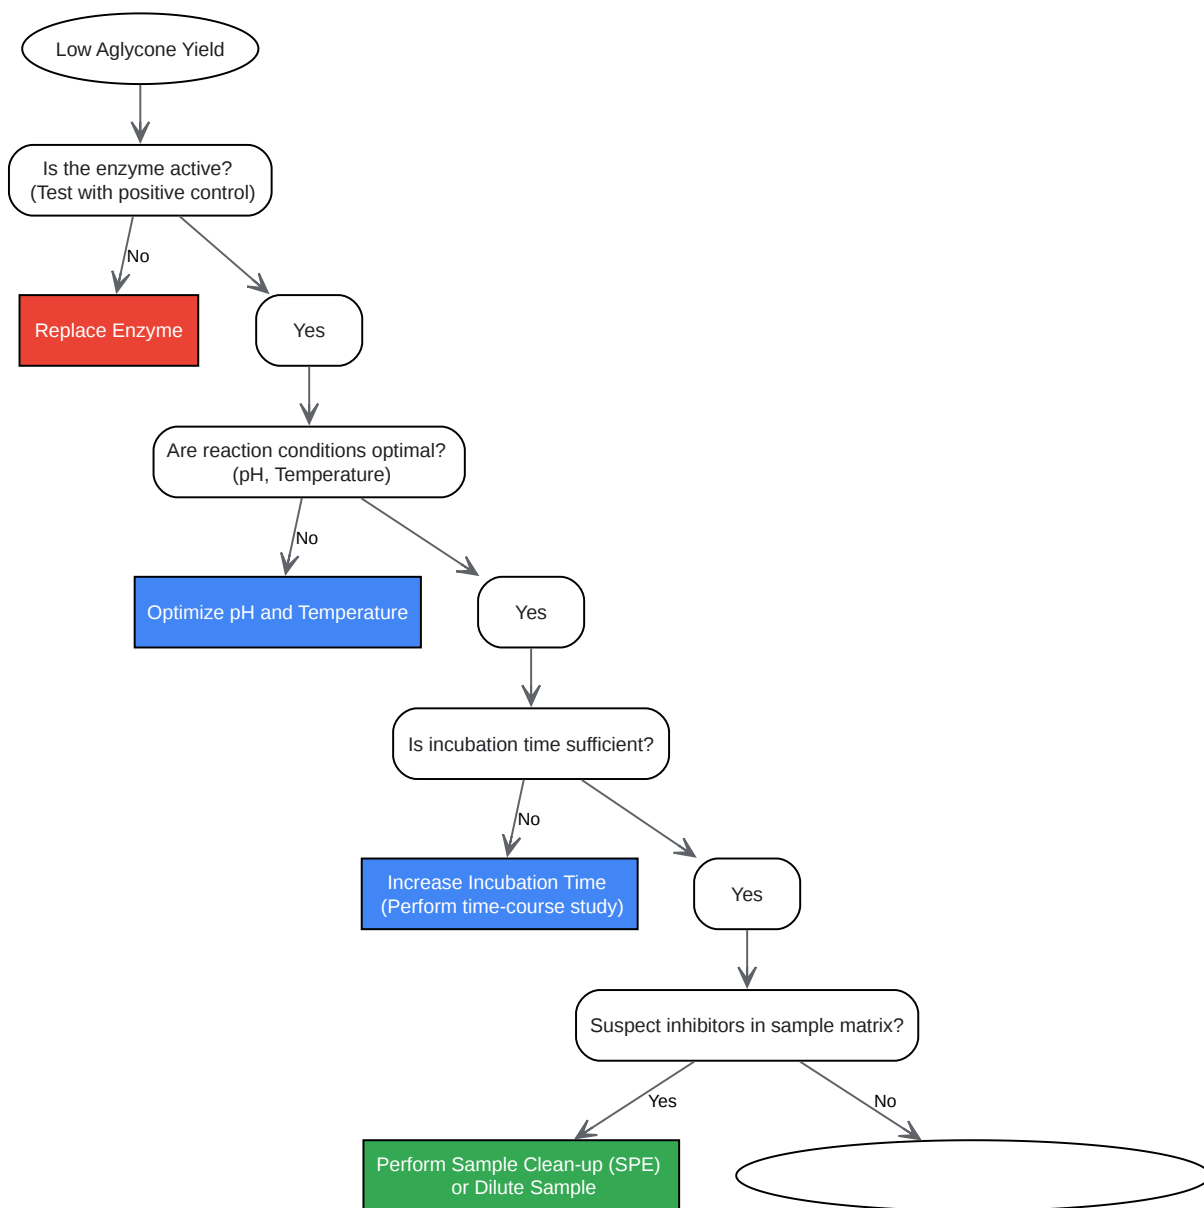 Low Aglycone Yield
Is the enzyme active?
(Test with positive control)
No
Replace Enzyme
Yes
Are reaction conditions optimal?
(pH, Temperature)
No
Optimize pH and Temperature
Yes
Is incubation time sufficient?
No
Increase Incubation Time
(Perform time-course study)
Yes
Suspect inhibitors in sample matrix?
Yes
No
Perform Sample Clean-up (SPE)
or Dilute Sample